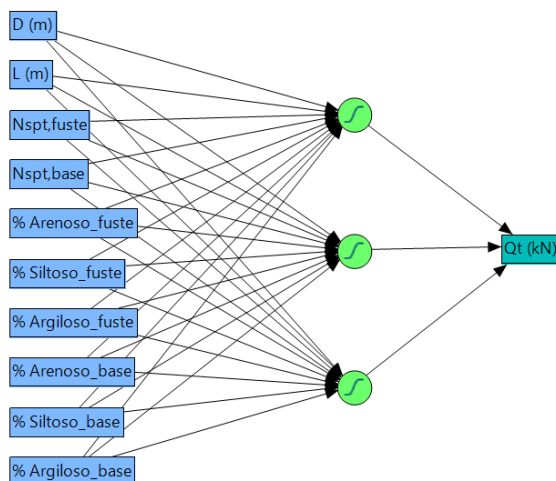 D (m)
L (m)
Nspt,fuste
Nspt,base
% Arenoso_fuste
% Siltoso_fuste
% Argiloso_fuste
% Arenoso_base
% Siltoso_base
% Argiloso_base
Qt (kN)